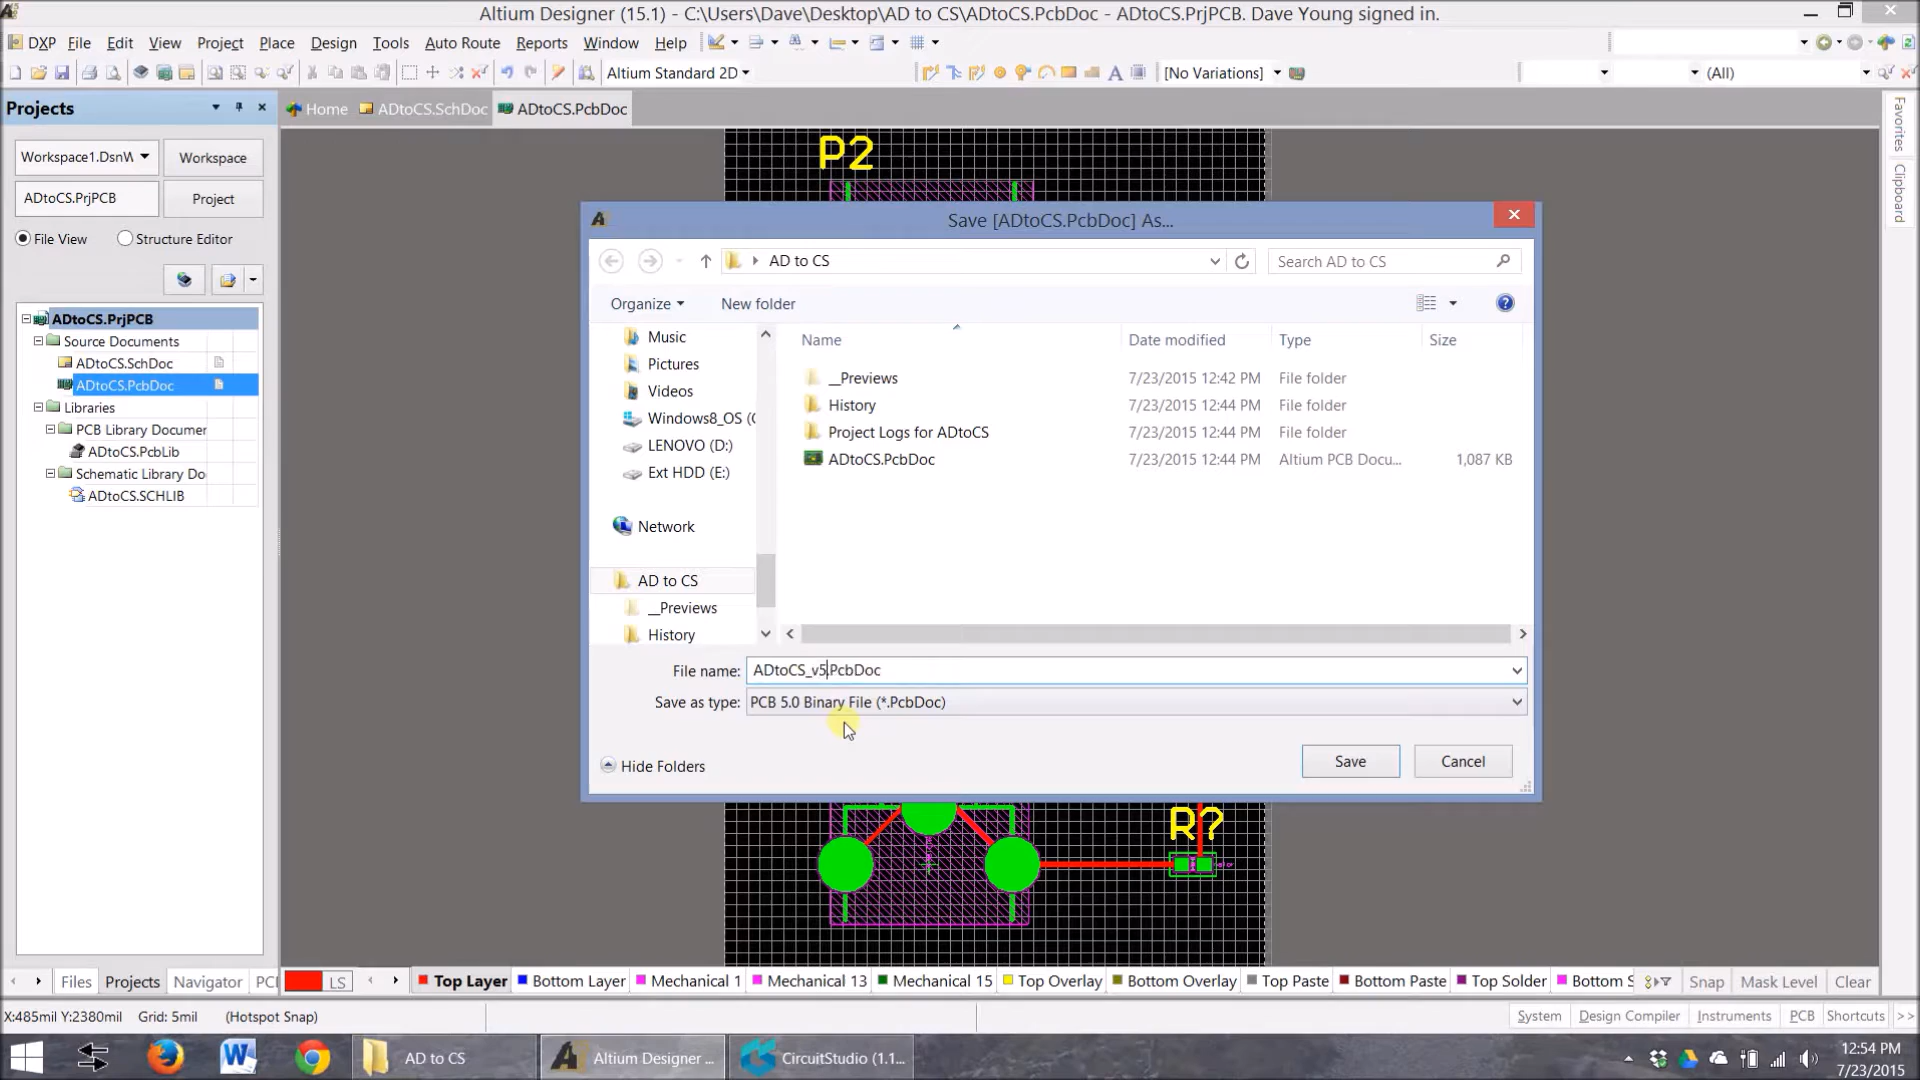 Altium Designer (15.1) - C:\Users\Dave\Desktop\AD to CS\ADtoCS.PcbDoc - ADtoCS.PrjPCB. Dave Young signed in.
DXP File Edit View Project Place Design Tools Auto Route Reports Window Help
Altium Standard 2D [No Variations] (All)
Projects
Home ADtoCS.SchDoc ADtoCS.PcbDoc
Favorites
Clipboard
Workspace1.DsnW Workspace
ADtoCS.PrjPCB Project
File View Structure Editor
ADtoCS.PrjPCB
Source Documents
ADtoCS.SchDoc
ADtoCS.PcbDoc
Libraries
PCB Library Documer
ADtoCS.PcbLib
Schematic Library Do
ADtoCS.SCHLIB
P2
Save [ADtoCS.PcbDoc] As...
AD to CS
Search AD to CS
Organize New folder
Music
Pictures
Videos
Windows8_OS (C
LENOVO (D:)
Ext HDD (E:)
Network
AD to CS
__Previews
History
Name Date modified Type Size
__Previews 7/23/2015 12:42 PM File folder
History 7/23/2015 12:44 PM File folder
Project Logs for ADtoCS 7/23/2015 12:44 PM File folder
ADtoCS.PcbDoc 7/23/2015 12:44 PM Altium PCB Docu... 1,087 KB
File name: ADtoCS_v5.PcbDoc
Save as type: PCB 5.0 Binary File (*.PcbDoc)
Hide Folders Save Cancel
R?
Files Projects Navigator PCI LS Top Layer Bottom Layer Mechanical 1 Mechanical 13 Mechanical 15 Top Overlay Bottom Overlay Top Paste Bottom Paste Top Solder Bottom S Snap Mask Level Clear
X:485mil Y:2380mil Grid: 5mil (Hotspot Snap) System Design Compiler Instruments PCB Shortcuts >>
AD to CS Altium Designer ... CircuitStudio (1.1...
12:54 PM
7/23/2015